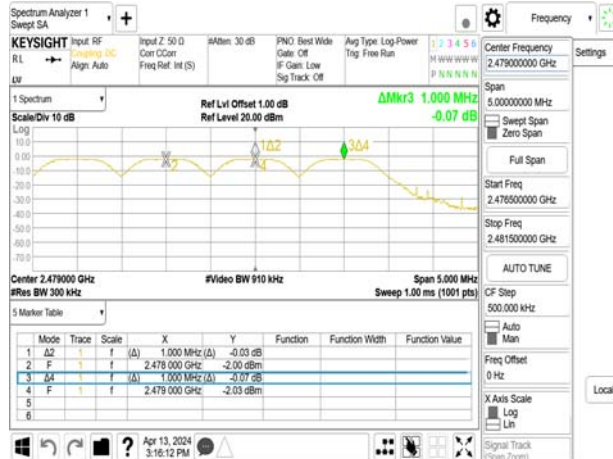 Spectrum Analyzer 1
Swept SA
Frequency
KEYSIGHT
RL
Input: RF
Coupling: DC
Align: Auto
Input Z: 50 Ω
Corr CCorr
Freq Ref: Int (S)
#Atten: 30 dB
PNO: Best Wide
Gate: Off
IF Gain: Low
Sig Track: Off
Avg Type: Log-Power
Trig: Free Run
1 2 3 4 5 6
M W W W W W
P N N N N N
1 Spectrum
Scale/Div 10 dB
Ref Lvl Offset 1.00 dB
Ref Level 20.00 dBm
ΔMkr3 1.000 MHz
-0.07 dB
Log
10.0
0.00
-10.0
-20.0
-30.0
-40.0
-50.0
-60.0
-70.0
2
1Δ2
4
3Δ4
Center 2.479000 GHz
#Res BW 300 kHz
#Video BW 910 kHz
Span 5.000 MHz
Sweep 1.00 ms (1001 pts)
5 Marker Table
Mode Trace Scale X Y Function Function Width Function Value
1 Δ2 1 f (Δ) 1.000 MHz (Δ) -0.03 dB
2 F 1 f 2.478 000 GHz -2.00 dBm
3 Δ4 1 f (Δ) 1.000 MHz (Δ) -0.07 dB
4 F 1 f 2.479 000 GHz -2.03 dBm
5
6
Apr 13, 2024
3:16:12 PM
Center Frequency
2.479000000 GHz
Settings
Span
5.00000000 MHz
Swept Span
Zero Span
Full Span
Start Freq
2.476500000 GHz
Stop Freq
2.481500000 GHz
AUTO TUNE
CF Step
500.000 kHz
Auto
Man
Freq Offset
0 Hz
Local
X Axis Scale
Log
Lin
Signal Track
(Span Zoom)